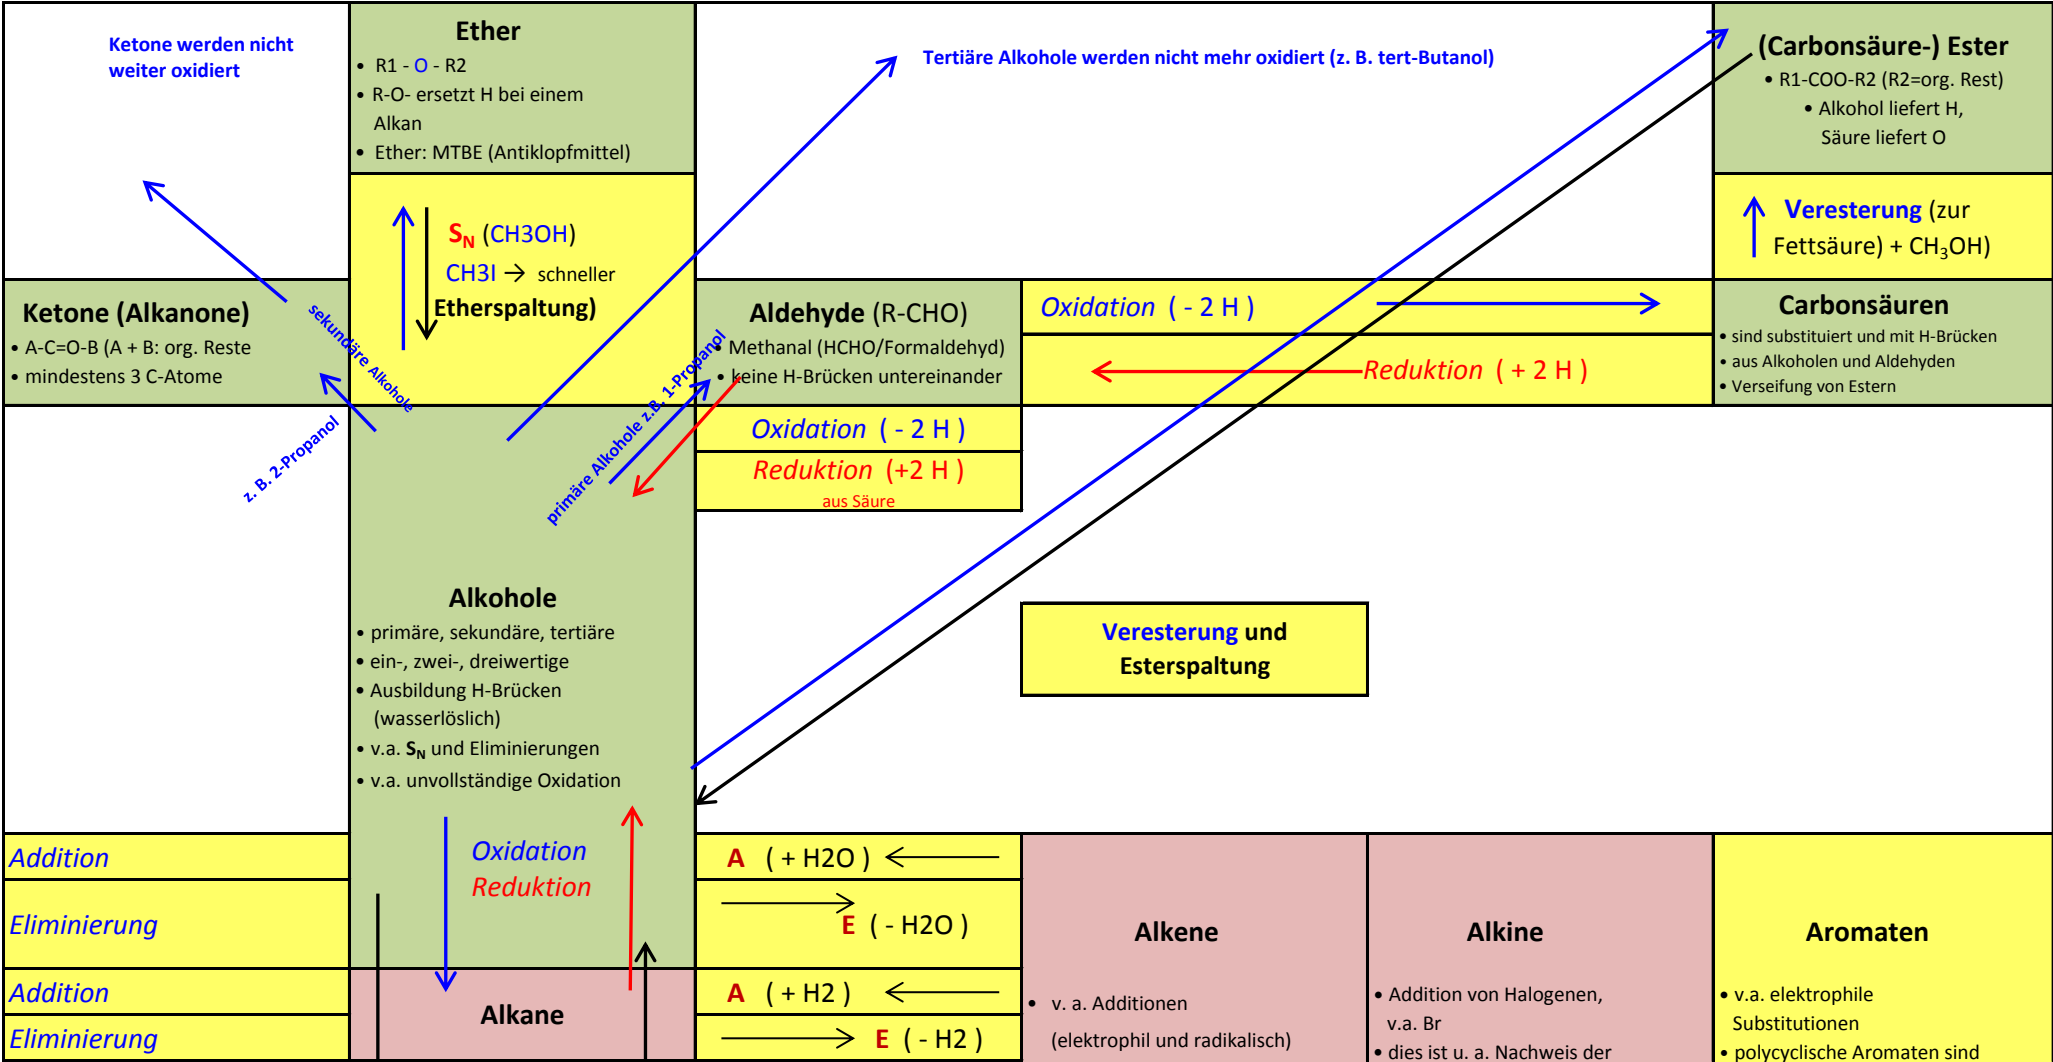 Ketone werden nicht
weiter oxidiert
Ether
• R1 - O - R2
• R-O- ersetzt H bei einem
Alkan
• Ether: MTBE (Antiklopfmittel)
Tertiäre Alkohole werden nicht mehr oxidiert (z. B. tert-Butanol)
(Carbonsäure-) Ester
• R1-COO-R2 (R2=org. Rest)
• Alkohol liefert H,
Säure liefert O
SN (CH3OH)
CH3I → schneller
Etherspaltung)
Veresterung (zur
Fettsäure) + CH₃OH)
Ketone (Alkanone)
• A-C=O-B (A + B: org. Reste
• mindestens 3 C-Atome
sekundäre Alkohole
z. B. 2-Propanol
primäre Alkohole z.B. 1-Propanol
Aldehyde (R-CHO)
• Methanal (HCHO/Formaldehyd)
• keine H-Brücken untereinander
Oxidation ( - 2 H )
Reduktion ( + 2 H )
Carbonsäuren
• sind substituiert und mit H-Brücken
• aus Alkoholen und Aldehyden
• Verseifung von Estern
Oxidation ( - 2 H )
Reduktion (+2 H )
aus Säure
Alkohole
• primäre, sekundäre, tertiäre
• ein-, zwei-, dreiwertige
• Ausbildung H-Brücken
(wasserlöslich)
• v.a. SN und Eliminierungen
• v.a. unvollständige Oxidation
Veresterung und
Esterspaltung
Oxidation
Reduktion
Addition
Eliminierung
Addition
Eliminierung
A ( + H2O )
E ( - H2O )
A ( + H2 )
E ( - H2 )
Alkane
Alkene
• v. a. Additionen
(elektrophil und radikalisch)
Alkine
• Addition von Halogenen,
v.a. Br
• dies ist u. a. Nachweis der
Aromaten
• v.a. elektrophile
Substitutionen
• polycyclische Aromaten sind